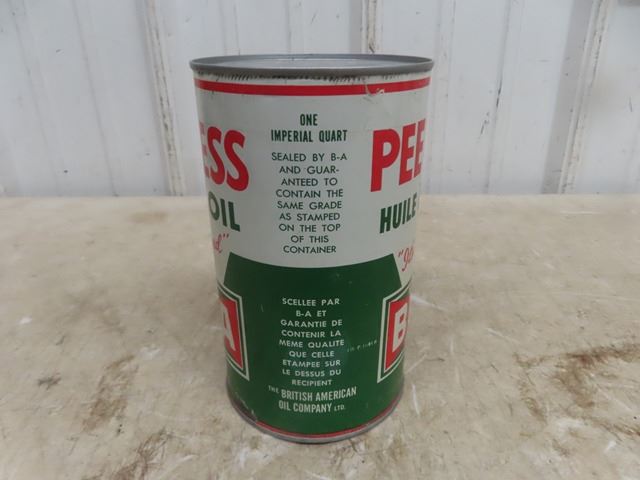 ONE
IMPERIAL QUART
SEALED BY B-A
AND GUAR-
ANTEED TO
CONTAIN THE
SAME GRADE
AS STAMPED
ON THE TOP
OF THIS
CONTAINER
SCELLEE PAR
B-A ET
GARANTIE DE
CONTENIR LA
MEME QUALITE
QUE CELLE
ETAMPEE SUR
LE DESSUS DU
RECIPIENT
THE BRITISH AMERICAN
OIL COMPANY LTD.
ESS
OIL
A
PEE
HUILE
B